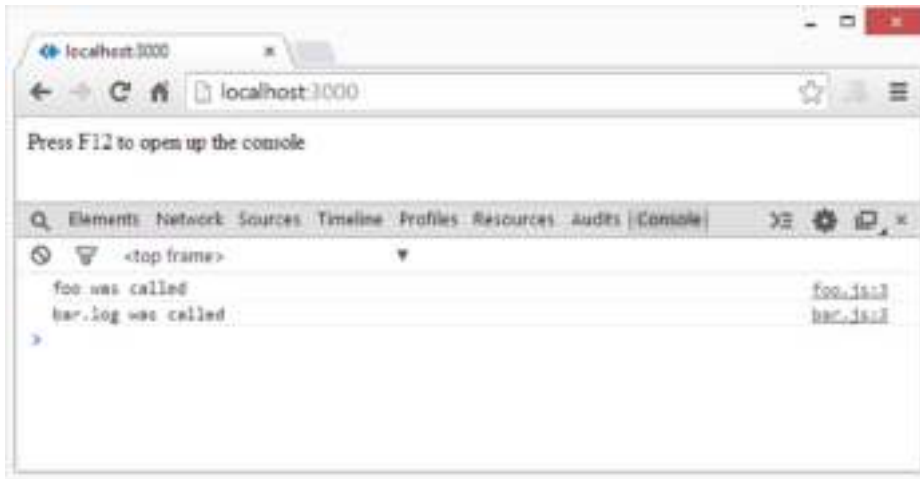 localhost:3000
localhost:3000
Press F12 to open up the console
Elements Network Sources Timeline Profiles Resources Audits Console
<top frame>
foo was called foo.js:3
bar.log was called bar.js:3